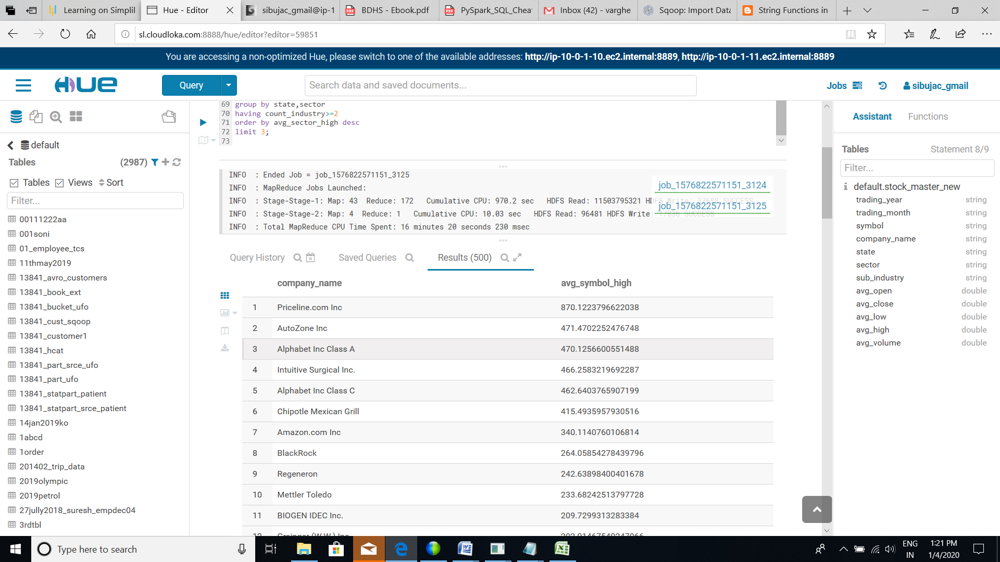 Learning on Simplil
Hue - Editor
sibujac_gmail@ip-1
BDHS - Ebook.pdf
PySpark_SQL_Chea
Inbox (42) - varghe
Sqoop: Import Data
String Functions in
sl.cloudloka.com:8888/hue/editor?editor=59851
You are accessing a non-optimized Hue, please switch to one of the available addresses: http://ip-10-0-1-10.ec2.internal:8889, http://ip-10-0-1-11.ec2.internal:8889
HUE
Query
Search data and saved documents...
Jobs
sibujac_gmail
default
Tables (2987)
Tables Views Sort
Filter...
00111222aa
001soni
01_employee_tcs
11thmay2019
13841_avro_customers
13841_book_ext
13841_bucket_ufo
13841_cust_sqoop
13841_customer1
13841_hcat
13841_part_srce_ufo
13841_part_ufo
13841_statpart_patient
13841_statpart_srce_patient
14jan2019ko
1abcd
1order
201402_trip_data
2019olympic
2019petrol
27jully2018_suresh_empdec04
3rdtbl
69 group by state,sector
70 having count_industry>=2
71 order by avg_sector_high desc
72 limit 3;
73
INFO : Ended Job = job_1576822571151_3125
INFO : MapReduce Jobs Launched:
INFO : Stage-Stage-1: Map: 43 Reduce: 172 Cumulative CPU: 970.2 sec HDFS Read: 11503795321 HDFS Write: 37688 SUCCESS
INFO : Stage-Stage-2: Map: 4 Reduce: 1 Cumulative CPU: 10.03 sec HDFS Read: 96481 HDFS Write: 17836 SUCCESS
INFO : Total MapReduce CPU Time Spent: 16 minutes 20 seconds 230 msec
job_1576822571151_3124
job_1576822571151_3125
Query History
Saved Queries
Results (500)
company_name avg_symbol_high
1 Priceline.com Inc 870.1223796622038
2 AutoZone Inc 471.4702252476748
3 Alphabet Inc Class A 470.1256600551488
4 Intuitive Surgical Inc. 466.2583219692287
5 Alphabet Inc Class C 462.6403765907199
6 Chipotle Mexican Grill 415.4935957930516
7 Amazon.com Inc 340.1140760106814
8 BlackRock 264.05854278439796
9 Regeneron 242.63898400401678
10 Mettler Toledo 233.68242513797728
11 BIOGEN IDEC Inc. 209.7299313283384
12 Grainger (W.W.) Inc.
Assistant
Functions
Tables
Statement 8/9
Filter...
default.stock_master_new
trading_year string
trading_month string
symbol string
company_name string
state string
sector string
sub_industry string
avg_open double
avg_close double
avg_low double
avg_high double
avg_volume double
Type here to search
ENG
IN
1:21 PM
1/4/2020